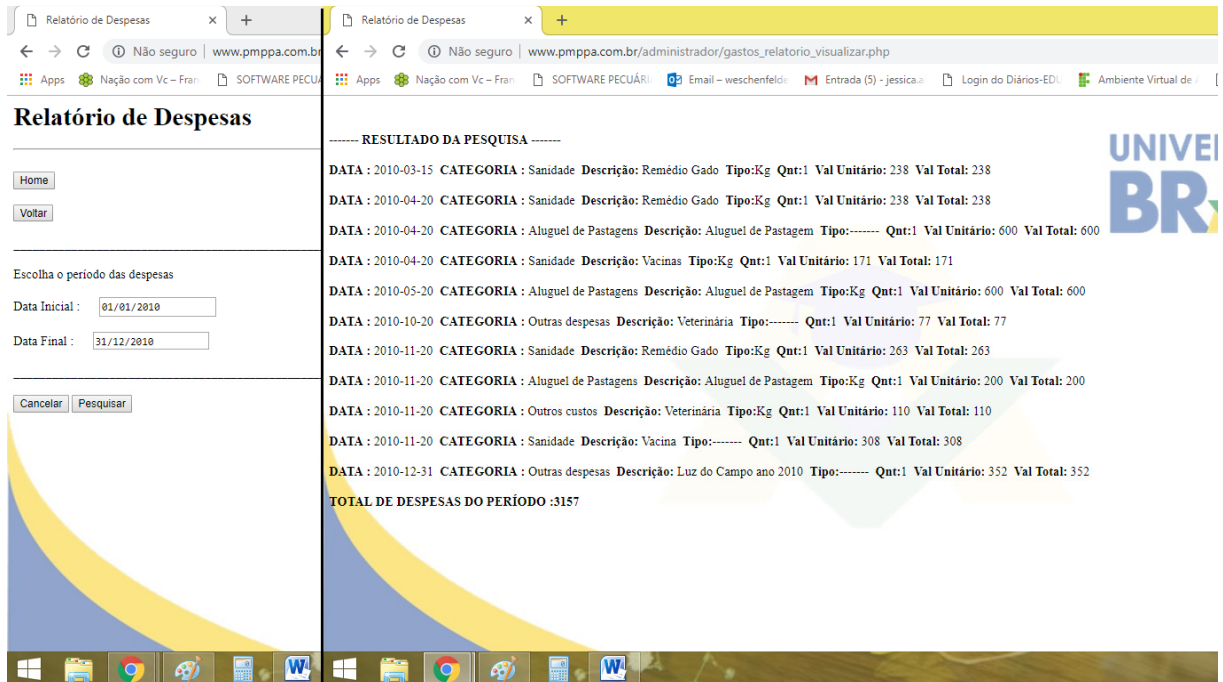 Relatório de Despesas
Não seguro | www.pmppa.com.br
Apps Nação com Vc – Fran SOFTWARE PECU
Relatório de Despesas
Home
Voltar
Escolha o período das despesas
Data Inicial : 01/01/2010
Data Final : 31/12/2010
Cancelar Pesquisar
Relatório de Despesas
Não seguro | www.pmppa.com.br/administrador/gastos_relatorio_visualizar.php
Apps Nação com Vc – Fran SOFTWARE PECUÁRI Email – weschenfelde Entrada (5) - jessica.a Login do Diários-EDU Ambiente Virtual de
UNIVE
BR
------- RESULTADO DA PESQUISA -------
DATA : 2010-03-15 CATEGORIA : Sanidade Descrição: Remédio Gado Tipo:Kg Qnt:1 Val Unitário: 238 Val Total: 238
DATA : 2010-04-20 CATEGORIA : Sanidade Descrição: Remédio Gado Tipo:Kg Qnt:1 Val Unitário: 238 Val Total: 238
DATA : 2010-04-20 CATEGORIA : Aluguel de Pastagens Descrição: Aluguel de Pastagem Tipo:------- Qnt:1 Val Unitário: 600 Val Total: 600
DATA : 2010-04-20 CATEGORIA : Sanidade Descrição: Vacinas Tipo:Kg Qnt:1 Val Unitário: 171 Val Total: 171
DATA : 2010-05-20 CATEGORIA : Aluguel de Pastagens Descrição: Aluguel de Pastagem Tipo:Kg Qnt:1 Val Unitário: 600 Val Total: 600
DATA : 2010-10-20 CATEGORIA : Outras despesas Descrição: Veterinária Tipo:------- Qnt:1 Val Unitário: 77 Val Total: 77
DATA : 2010-11-20 CATEGORIA : Sanidade Descrição: Remédio Gado Tipo:Kg Qnt:1 Val Unitário: 263 Val Total: 263
DATA : 2010-11-20 CATEGORIA : Aluguel de Pastagens Descrição: Aluguel de Pastagem Tipo:Kg Qnt:1 Val Unitário: 200 Val Total: 200
DATA : 2010-11-20 CATEGORIA : Outros custos Descrição: Veterinária Tipo:Kg Qnt:1 Val Unitário: 110 Val Total: 110
DATA : 2010-11-20 CATEGORIA : Sanidade Descrição: Vacina Tipo:------- Qnt:1 Val Unitário: 308 Val Total: 308
DATA : 2010-12-31 CATEGORIA : Outras despesas Descrição: Luz do Campo ano 2010 Tipo:------- Qnt:1 Val Unitário: 352 Val Total: 352
TOTAL DE DESPESAS DO PERÍODO :3157